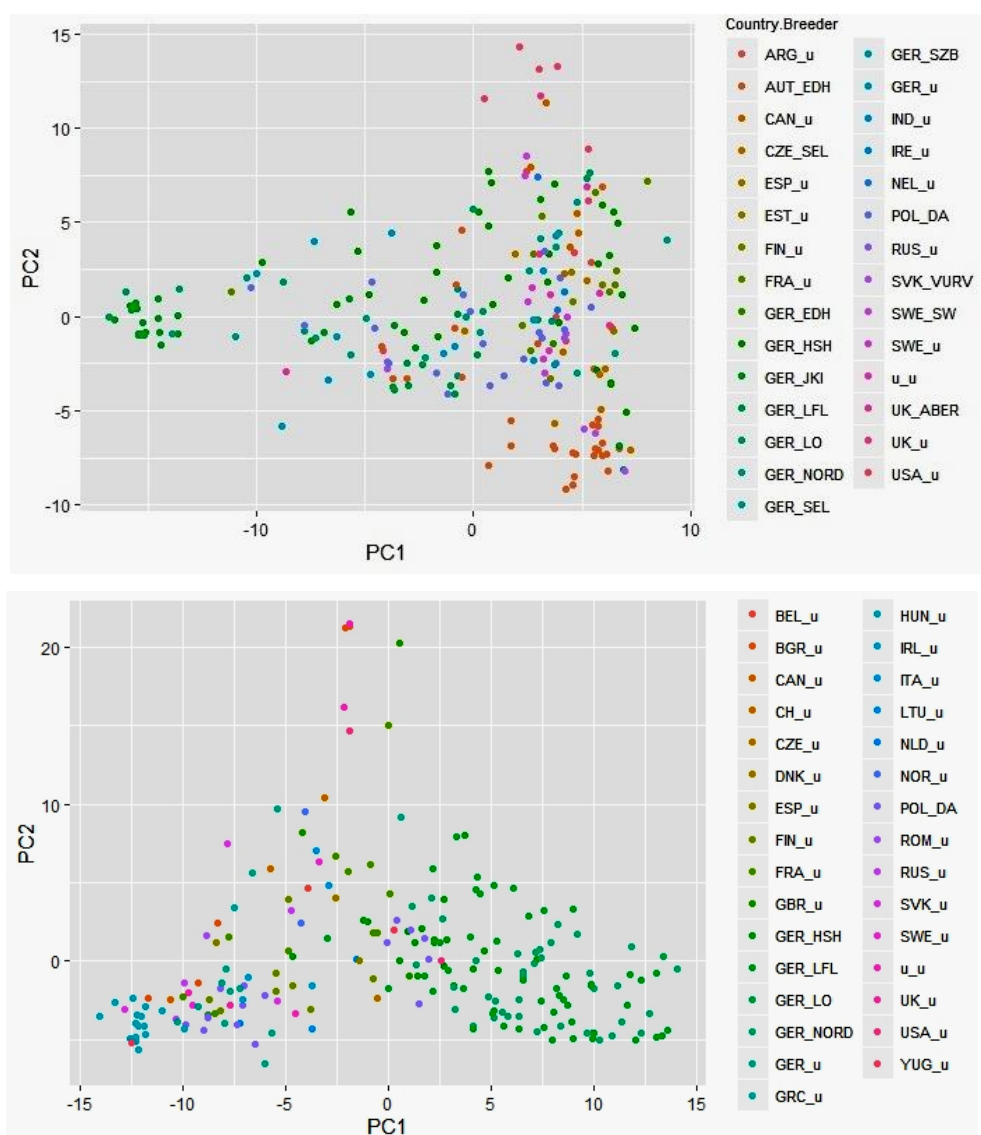 Country.Breeder
ARG_u
AUT_EDH
CAN_u
CZE_SEL
ESP_u
EST_u
FIN_u
FRA_u
GER_EDH
GER_HSH
GER_JKI
GER_LFL
GER_LO
GER_NORD
GER_SEL
GER_SZB
GER_u
IND_u
IRE_u
NEL_u
POL_DA
RUS_u
SVK_VURV
SWE_SW
SWE_u
u_u
UK_ABER
UK_u
USA_u
15
10
5
0
-5
-10
PC2
-10 0 10
PC1
BEL_u
BGR_u
CAN_u
CH_u
CZE_u
DNK_u
ESP_u
FIN_u
FRA_u
GBR_u
GER_HSH
GER_LFL
GER_LO
GER_NORD
GER_u
GRC_u
HUN_u
IRL_u
ITA_u
LTU_u
NLD_u
NOR_u
POL_DA
ROM_u
RUS_u
SVK_u
SWE_u
u_u
UK_u
USA_u
YUG_u
20
10
0
PC2
-15 -10 -5 0 5 10 15
PC1